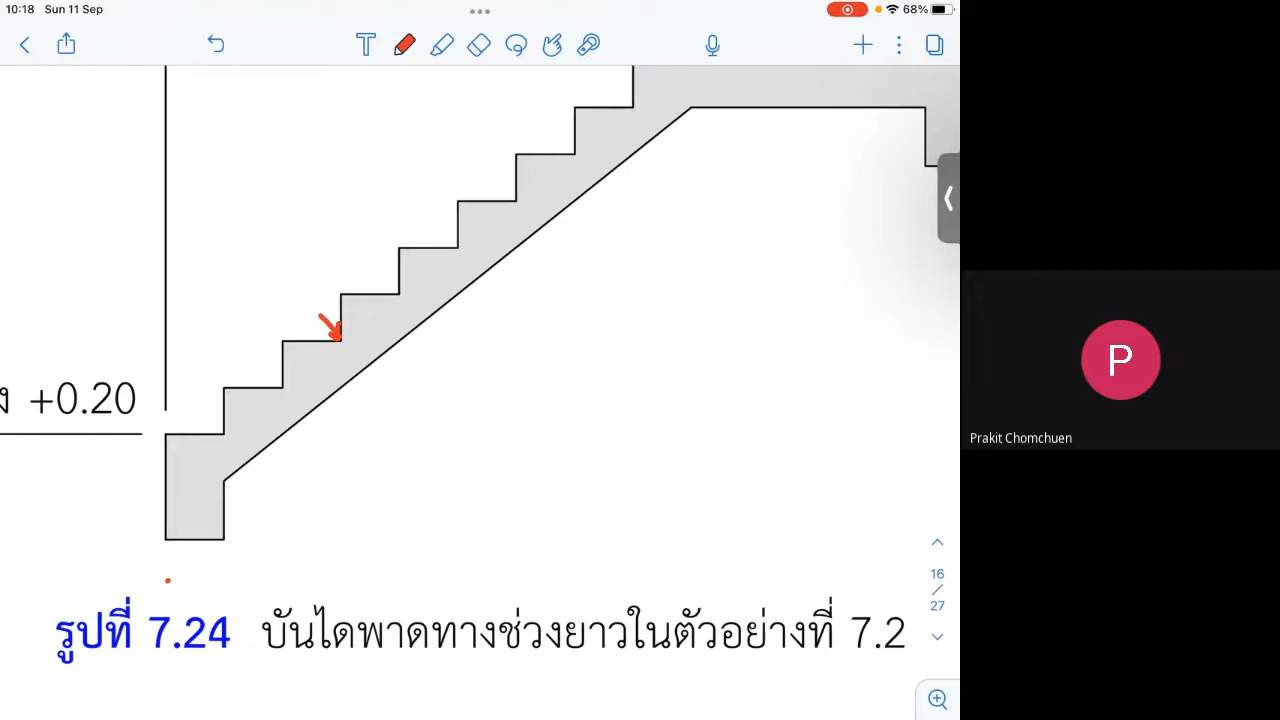 10:18 Sun 11 Sep
68%
T
+0.20
P
Prakit Chomchuen
16
/
27
รูปที่ 7.24 บันไดพาดทางช่วงยาวในตัวอย่างที่ 7.2